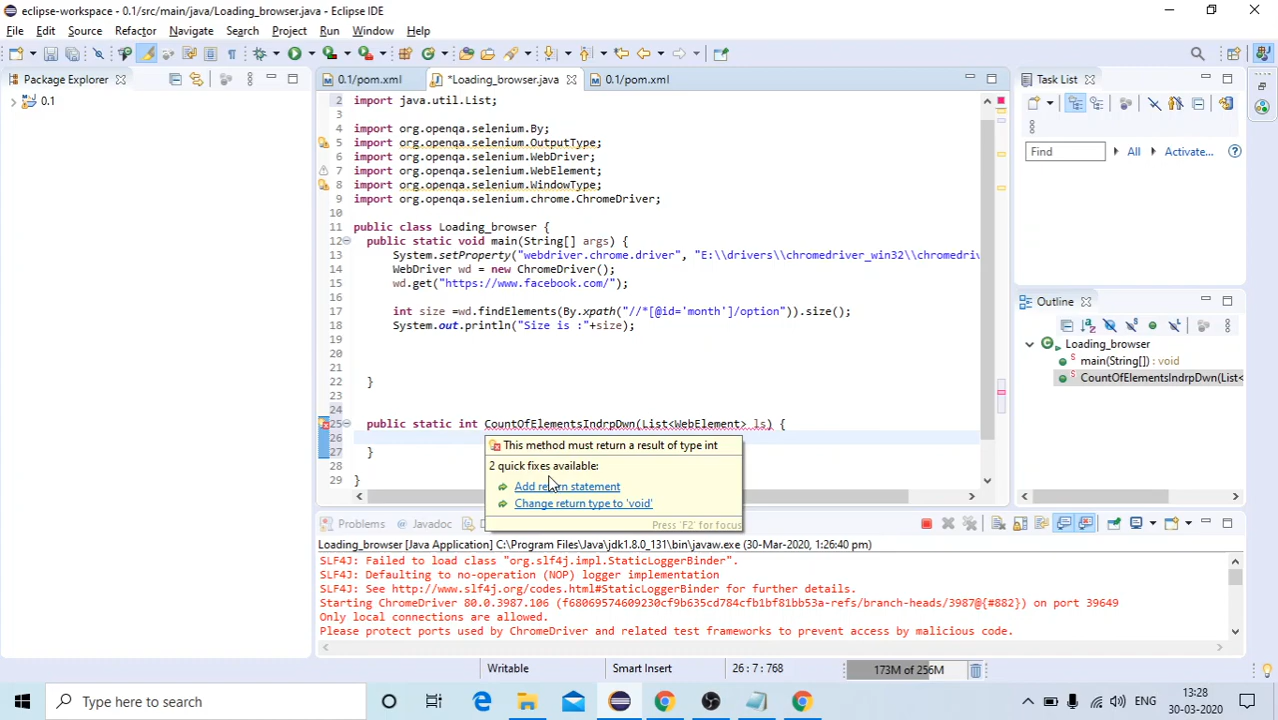 eclipse-workspace - 0.1/src/main/java/Loading_browser.java - Eclipse IDE
File Edit Source Refactor Navigate Search Project Run Window Help
Package Explorer
0.1
0.1/pom.xml
*Loading_browser.java
0.1/pom.xml
2 import java.util.List;
3
4 import org.openqa.selenium.By;
5 import org.openqa.selenium.OutputType;
6 import org.openqa.selenium.WebDriver;
7 import org.openqa.selenium.WebElement;
8 import org.openqa.selenium.WindowType;
9 import org.openqa.selenium.chrome.ChromeDriver;
10
11 public class Loading_browser {
12 public static void main(String[] args) {
13 System.setProperty("webdriver.chrome.driver", "E:\\drivers\\chromedriver_win32\\chromedriv
14 WebDriver wd = new ChromeDriver();
15 wd.get("https://www.facebook.com/");
16
17 int size =wd.findElements(By.xpath("//*[@id='month']/option")).size();
18 System.out.println("Size is :"+size);
19
20
21
22 }
24
25 public static int CountOfElementsIndrpDwn(List<WebElement> ls) {
26
27 }
28
29 }
This method must return a result of type int
2 quick fixes available:
Add return statement
Change return type to 'void'
Press 'F2' for focus
Task List
Find
All
Activate...
Outline
Loading_browser
main(String[]) : void
CountOfElementsIndrpDwn(List<
Problems
Javadoc
Loading_browser [Java Application] C:\Program Files\Java\jdk1.8.0_131\bin\javaw.exe (30-Mar-2020, 1:26:40 pm)
SLF4J: Failed to load class "org.slf4j.impl.StaticLoggerBinder".
SLF4J: Defaulting to no-operation (NOP) logger implementation
SLF4J: See http://www.slf4j.org/codes.html#StaticLoggerBinder for further details.
Starting ChromeDriver 80.0.3987.106 (f68069574609230cf9b635cd784cfb1bf81bb53a-refs/branch-heads/3987@{#882}) on port 39649
Only local connections are allowed.
Please protect ports used by ChromeDriver and related test frameworks to prevent access by malicious code.
Writable
Smart Insert
26 : 7 : 768
173M of 256M
Type here to search
ENG
13:28
30-03-2020